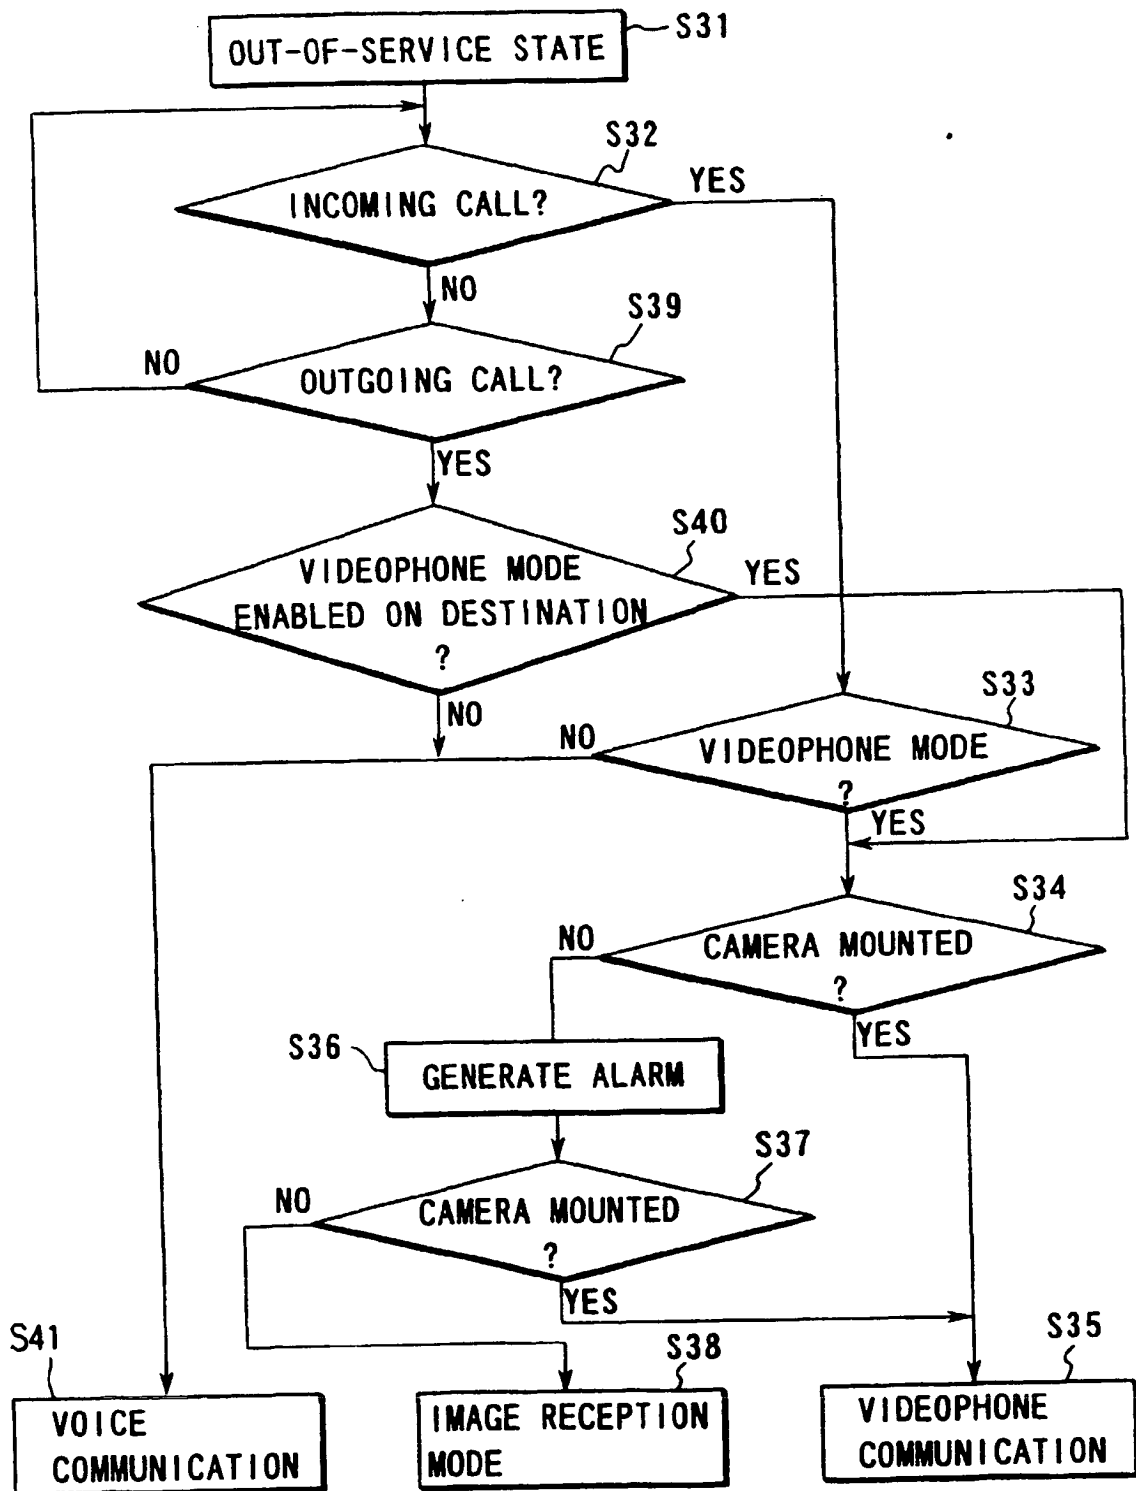 S31
OUT-OF-SERVICE STATE
S32
INCOMING CALL?
YES
NO
S39
NO
OUTGOING CALL?
YES
S40
VIDEOPHONE MODE
ENABLED ON DESTINATION
?
YES
NO
S33
NO
VIDEOPHONE MODE
?
YES
S34
NO
CAMERA MOUNTED
?
YES
S36
GENERATE ALARM
S37
NO
CAMERA MOUNTED
?
YES
S41
VOICE
COMMUNICATION
S38
IMAGE RECEPTION
MODE
S35
VIDEOPHONE
COMMUNICATION